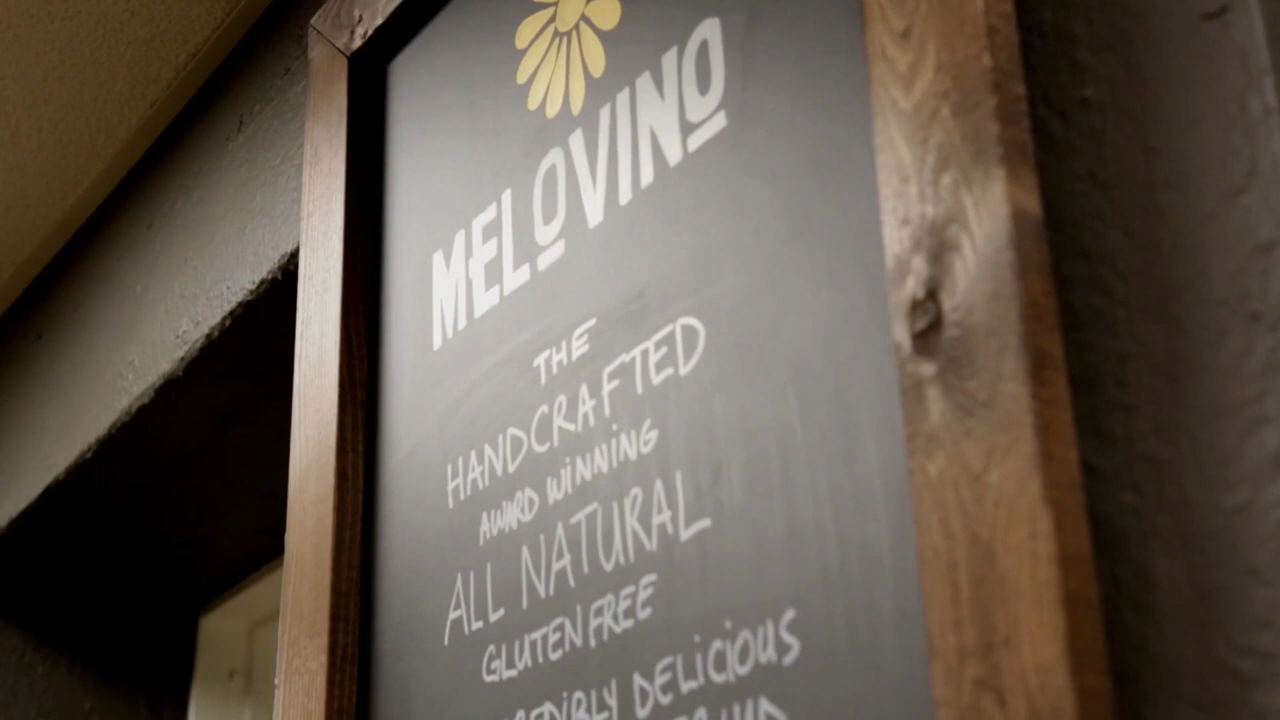 MELOVINO
THE
HANDCRAFTED
AWARD WINNING
ALL NATURAL
GLUTEN FREE
DELICIOUS